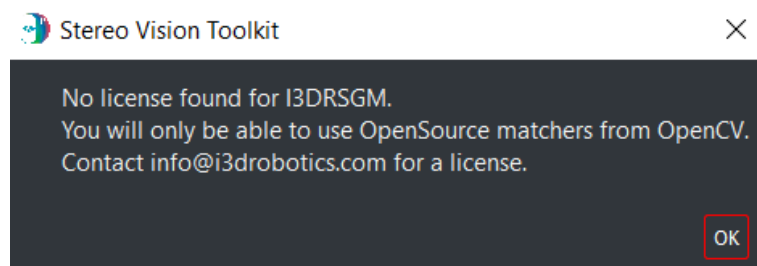 Stereo Vision Toolkit
No license found for I3DRSGM.
You will only be able to use OpenSource matchers from OpenCV.
Contact info@i3drobotics.com for a license.
OK